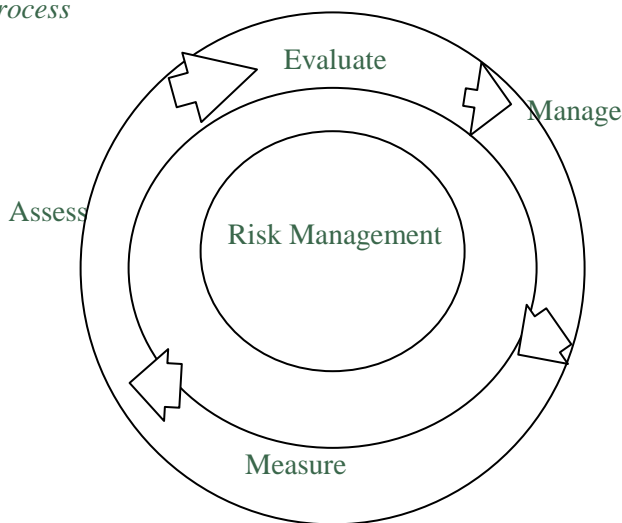 rocess
Evaluate
Manage
Assess
Risk Management
Measure